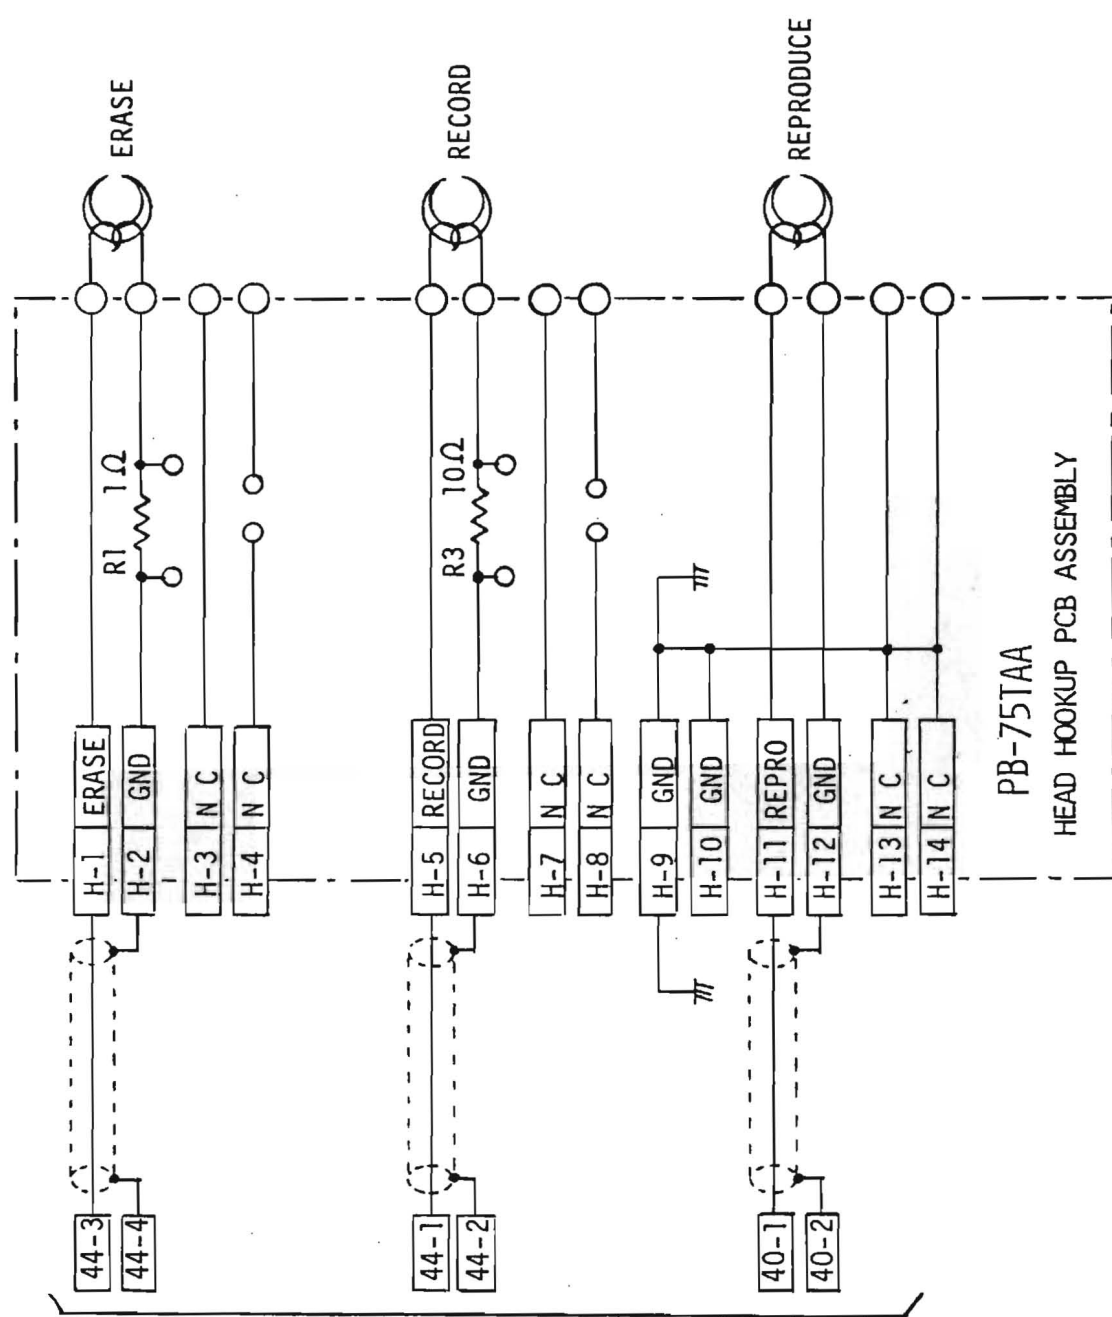 ERASE
RECORD
REPRODUCE
R1 1Ω
R3 10Ω
44-3 H-1 ERASE
44-4 H-2 GND
H-3 N C
H-4 N C
44-1 H-5 RECORD
44-2 H-6 GND
H-7 N C
H-8 N C
H-9 GND
H-10 GND
40-1 H-11 REPRO
40-2 H-12 GND
H-13 N C
H-14 N C
PB-75TAA
HEAD HOOKUP PCB ASSEMBLY